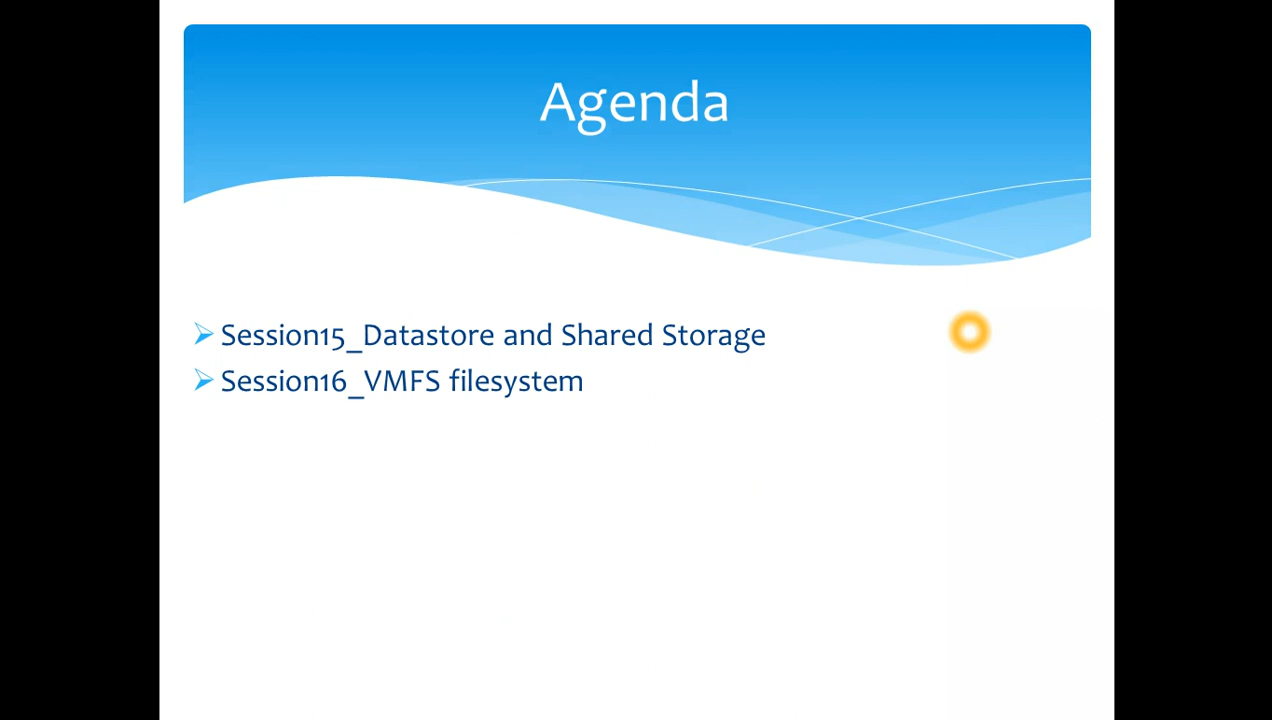 Agenda
Session15_Datastore and Shared Storage
Session16_VMFS filesystem